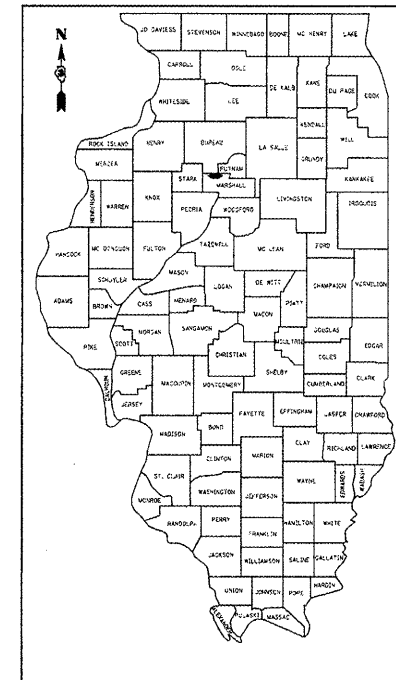 N
JO DAVIESS STEPHENSON WINNEBAGO BOONE MC HENRY LAKE
CARROLL OGLE
DE KALB KANE DU PAGE COOK
WHITESIDE LEE
KENDALL WILL
ROCK ISLAND HENRY BUREAU LA SALLE GRUNDY
MERCER PUTNAM KANKAKEE
STARK MARSHALL
HENDERSON WARREN KNOX LIVINGSTON IROQUOIS
PEORIA WOODFORD
HANCOCK MC DONOUGH FULTON TAZEWELL MC LEAN FORD
MASON
SCHUYLER LOGAN DE WITT CHAMPAIGN VERMILION
ADAMS BROWN CASS MENARD PIATT
MACON
MORGAN SANGAMON DOUGLAS
PIKE SCOTT CHRISTIAN MOULTRIE COLES EDGAR
GREENE SHELBY
CALHOUN MACOUPIN MONTGOMERY CUMBERLAND CLARK
JERSEY
FAYETTE EFFINGHAM JASPER CRAWFORD
MADISON BOND
CLAY RICHLAND LAWRENCE
CLINTON MARION
ST. CLAIR WAYNE EDWARDS WABASH
WASHINGTON JEFFERSON
MONROE
RANDOLPH PERRY HAMILTON WHITE
FRANKLIN
JACKSON WILLIAMSON SALINE GALLATIN
UNION JOHNSON POPE HARDIN
ALEXANDER PULASKI MASSAC